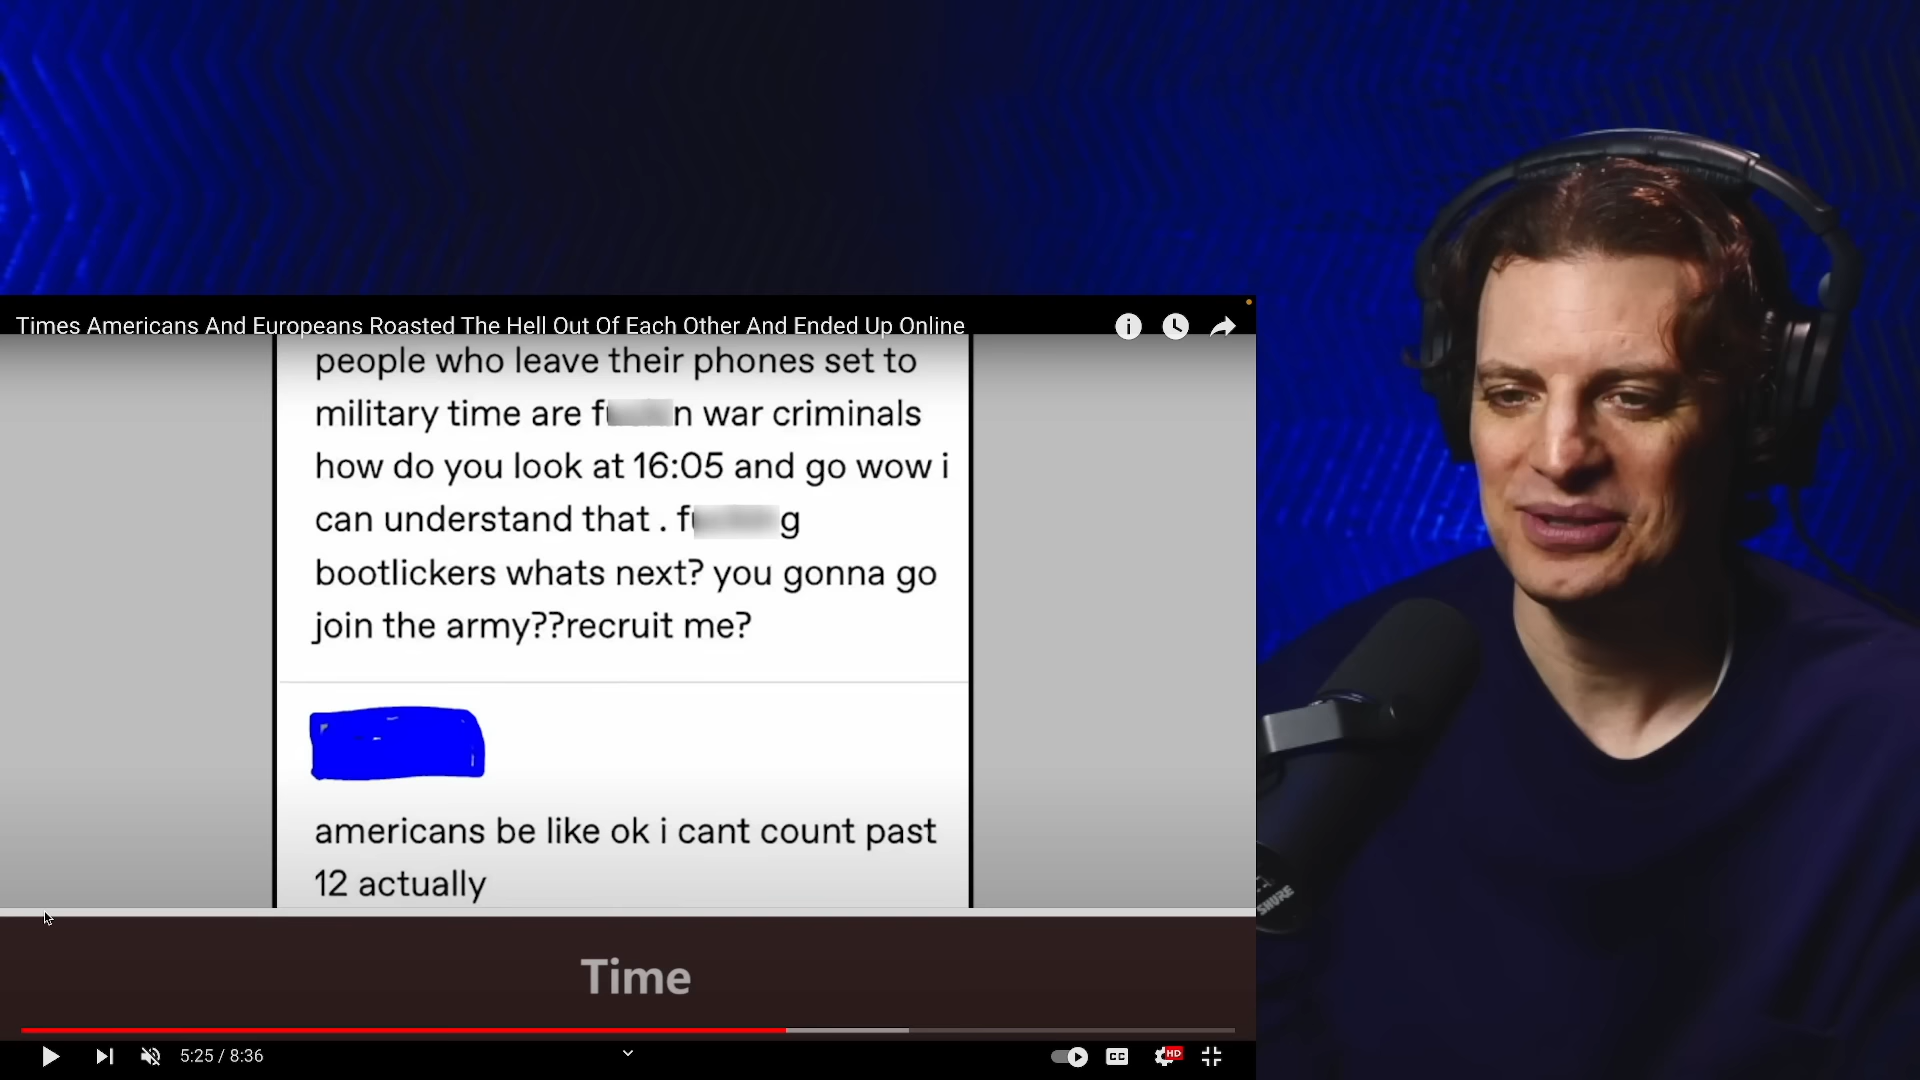 Times Americans And Europeans Roasted The Hell Out Of Each Other And Ended Up Online
people who leave their phones set to
military time are f n war criminals
how do you look at 16:05 and go wow i
can understand that . f g
bootlickers whats next? you gonna go
join the army??recruit me?
americans be like ok i cant count past
12 actually
SHURE
Time
5:25 / 8:36
CC
HD